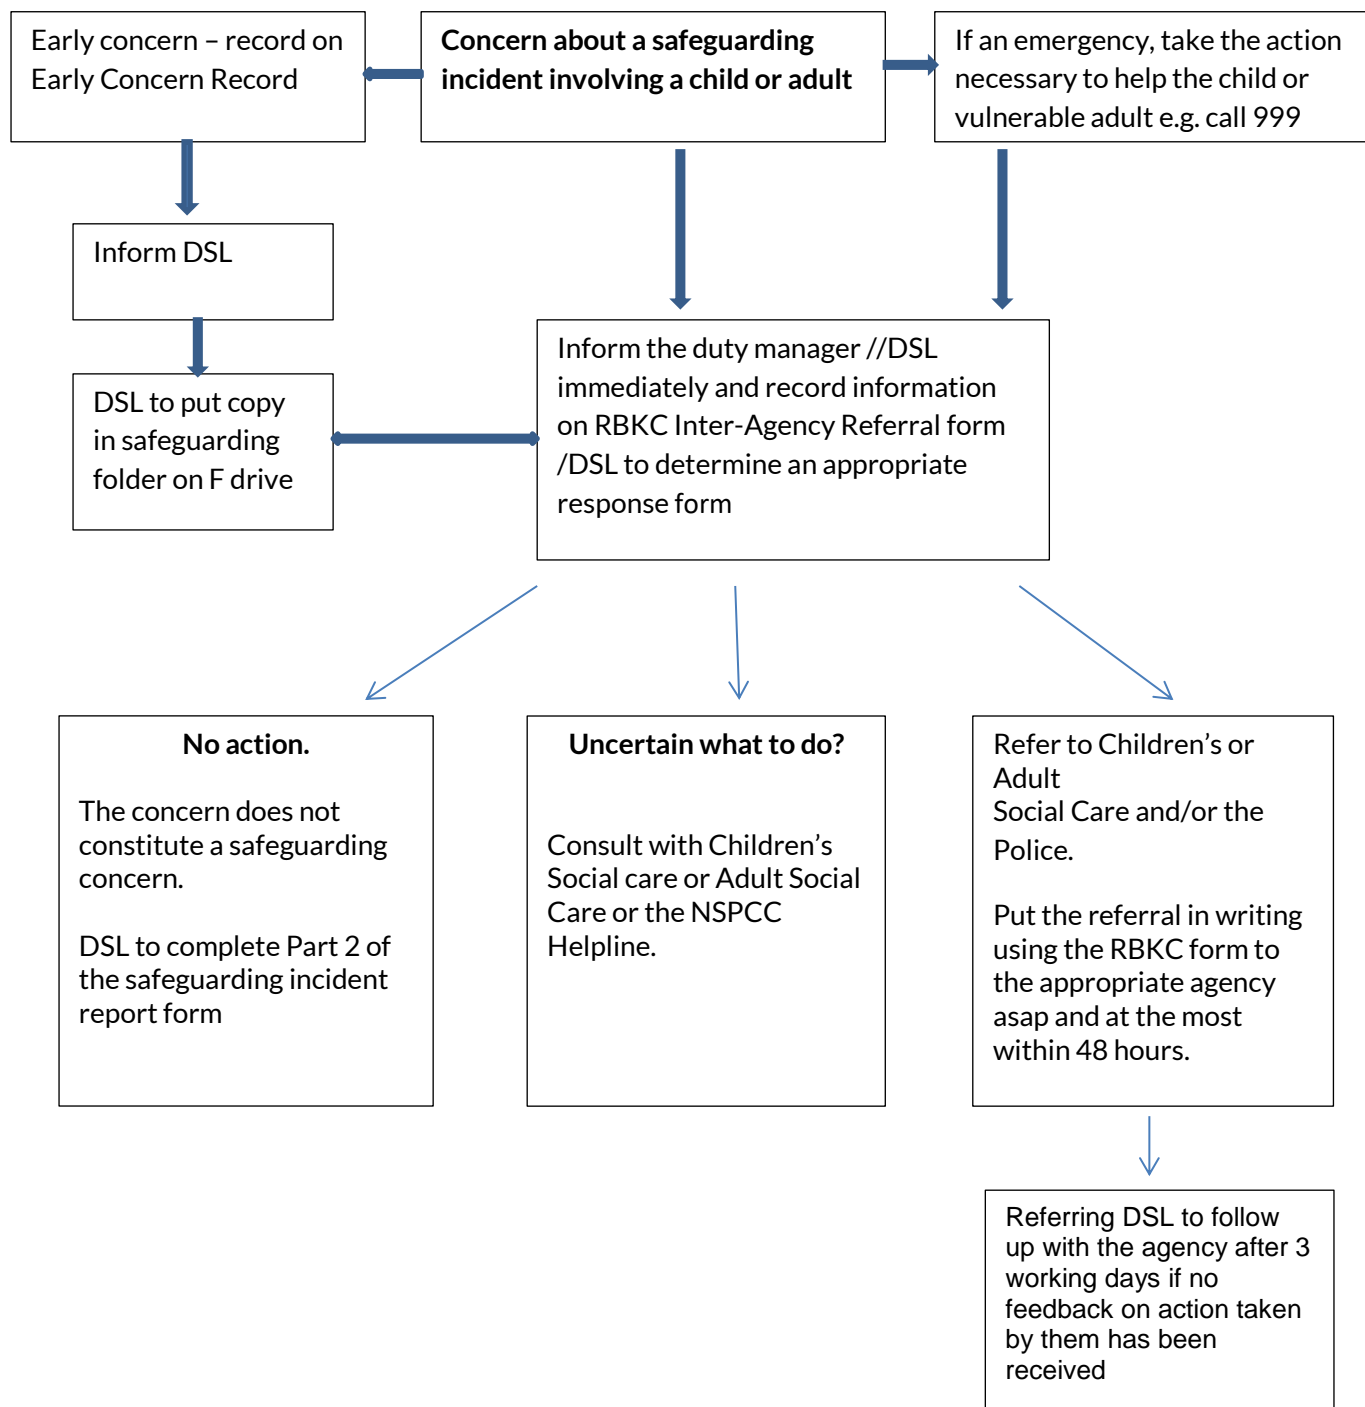 Early concern – record on
Early Concern Record
Concern about a safeguarding
incident involving a child or adult
If an emergency, take the action
necessary to help the child or
vulnerable adult e.g. call 999
Inform DSL
DSL to put copy
in safeguarding
folder on F drive
Inform the duty manager //DSL
immediately and record information
on RBKC Inter-Agency Referral form
/DSL to determine an appropriate
response form
No action.
The concern does not
constitute a safeguarding
concern.
DSL to complete Part 2 of
the safeguarding incident
report form
Uncertain what to do?
Consult with Children’s
Social care or Adult Social
Care or the NSPCC
Helpline.
Refer to Children’s or
Adult
Social Care and/or the
Police.
Put the referral in writing
using the RBKC form to
the appropriate agency
asap and at the most
within 48 hours.
Referring DSL to follow
up with the agency after 3
working days if no
feedback on action taken
by them has been
received